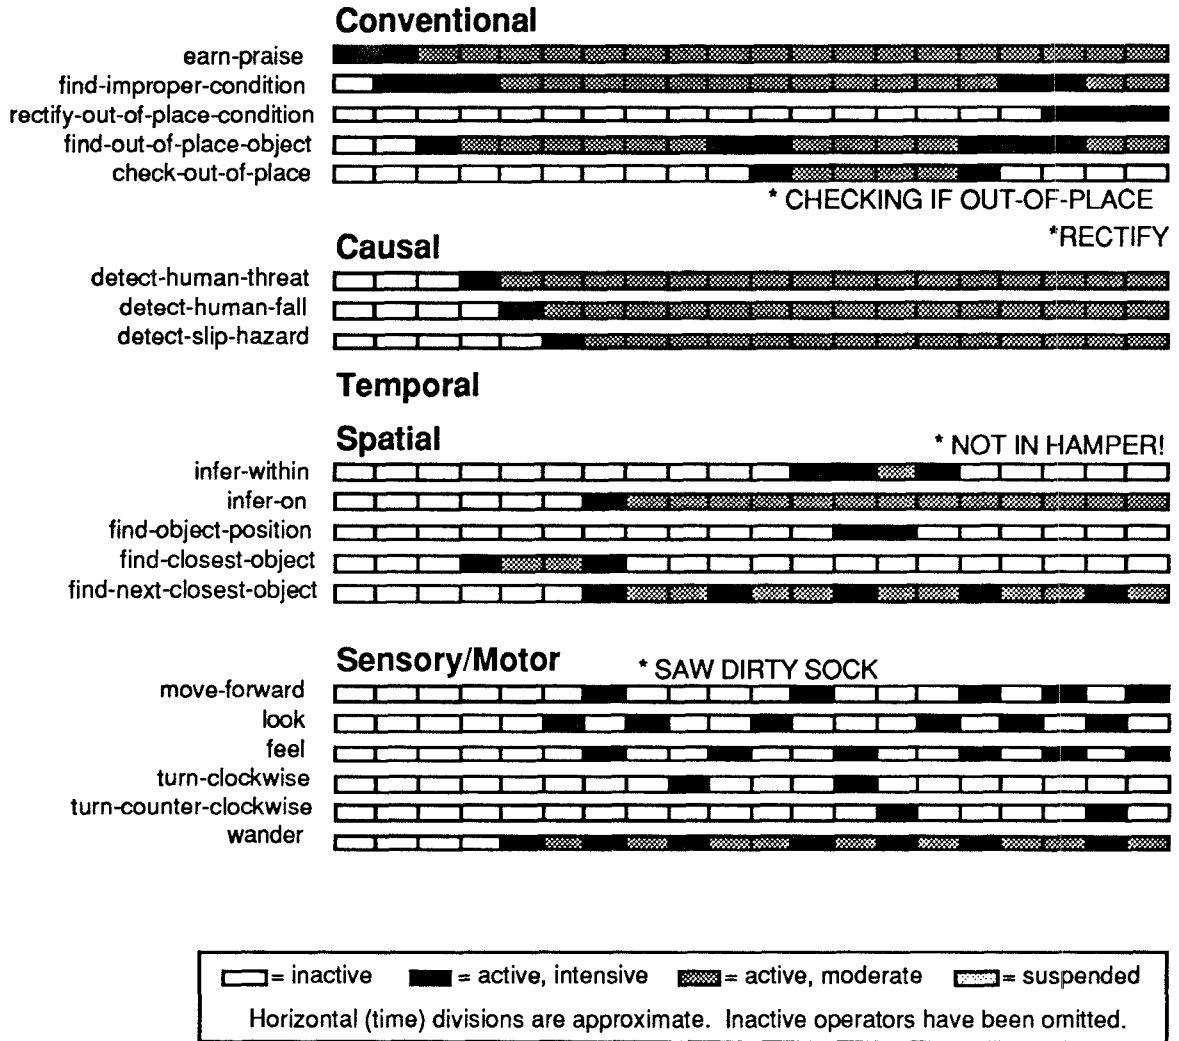 Conventional
earn-praise
find-improper-condition
rectify-out-of-place-condition
find-out-of-place-object
check-out-of-place
* CHECKING IF OUT-OF-PLACE
*RECTIFY
Causal
detect-human-threat
detect-human-fall
detect-slip-hazard
Temporal
Spatial
* NOT IN HAMPER!
infer-within
infer-on
find-object-position
find-closest-object
find-next-closest-object
Sensory/Motor
* SAW DIRTY SOCK
move-forward
look
feel
turn-clockwise
turn-counter-clockwise
wander
= inactive = active, intensive = active, moderate = suspended
Horizontal (time) divisions are approximate. Inactive operators have been omitted.